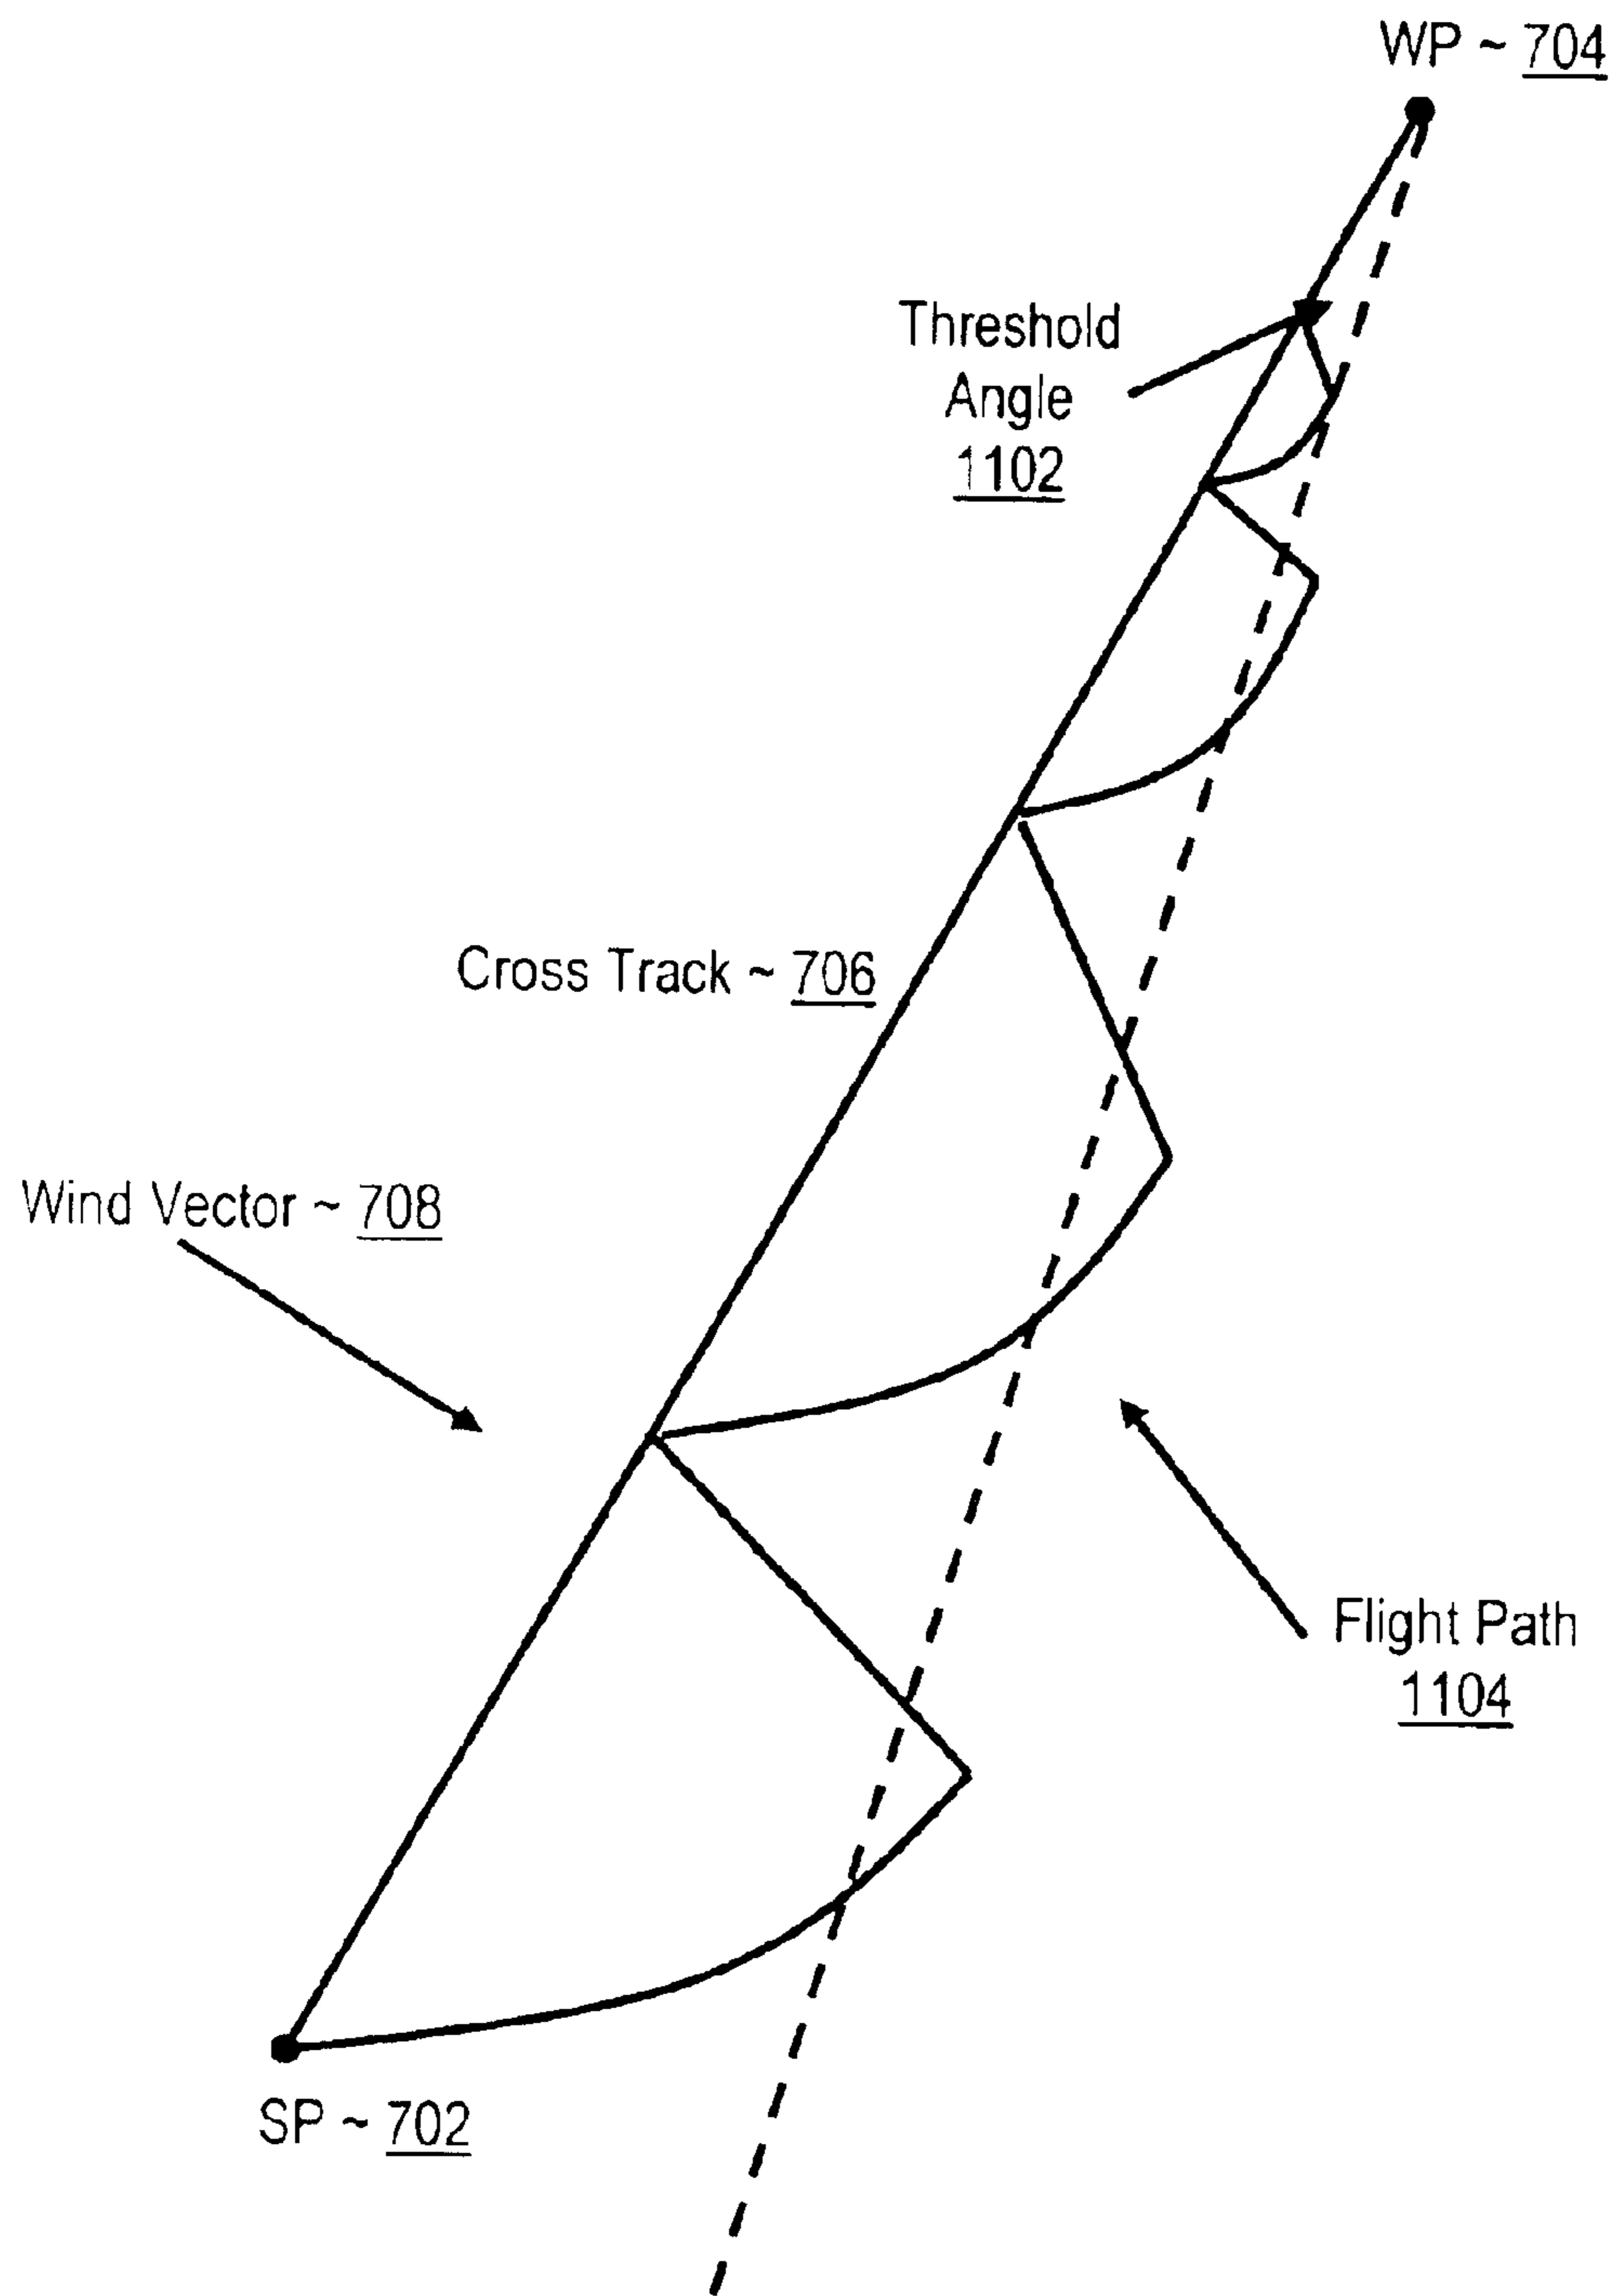 WP ~ 704
Threshold
Angle
1102
Cross Track ~ 706
Wind Vector ~ 708
Flight Path
1104
SP ~ 702